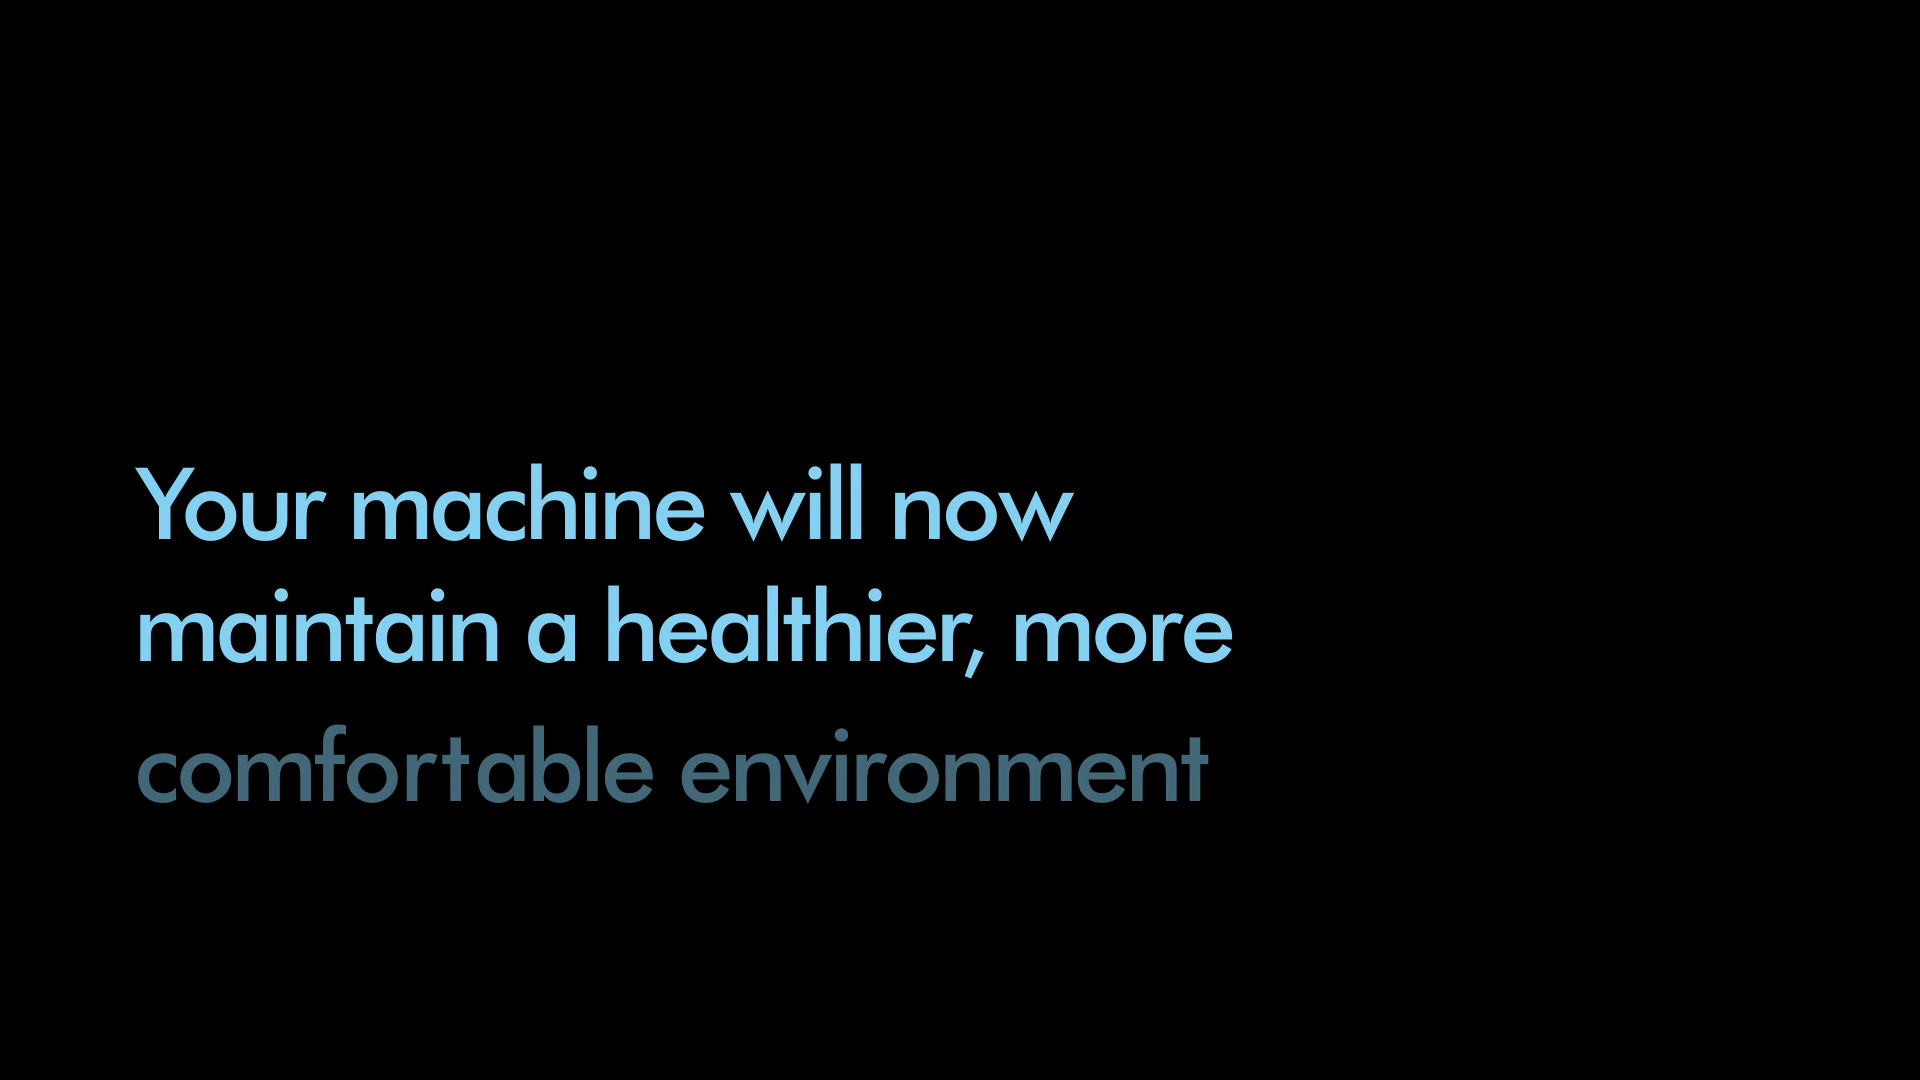 Your machine will now
maintain a healthier, more
comfortable environment